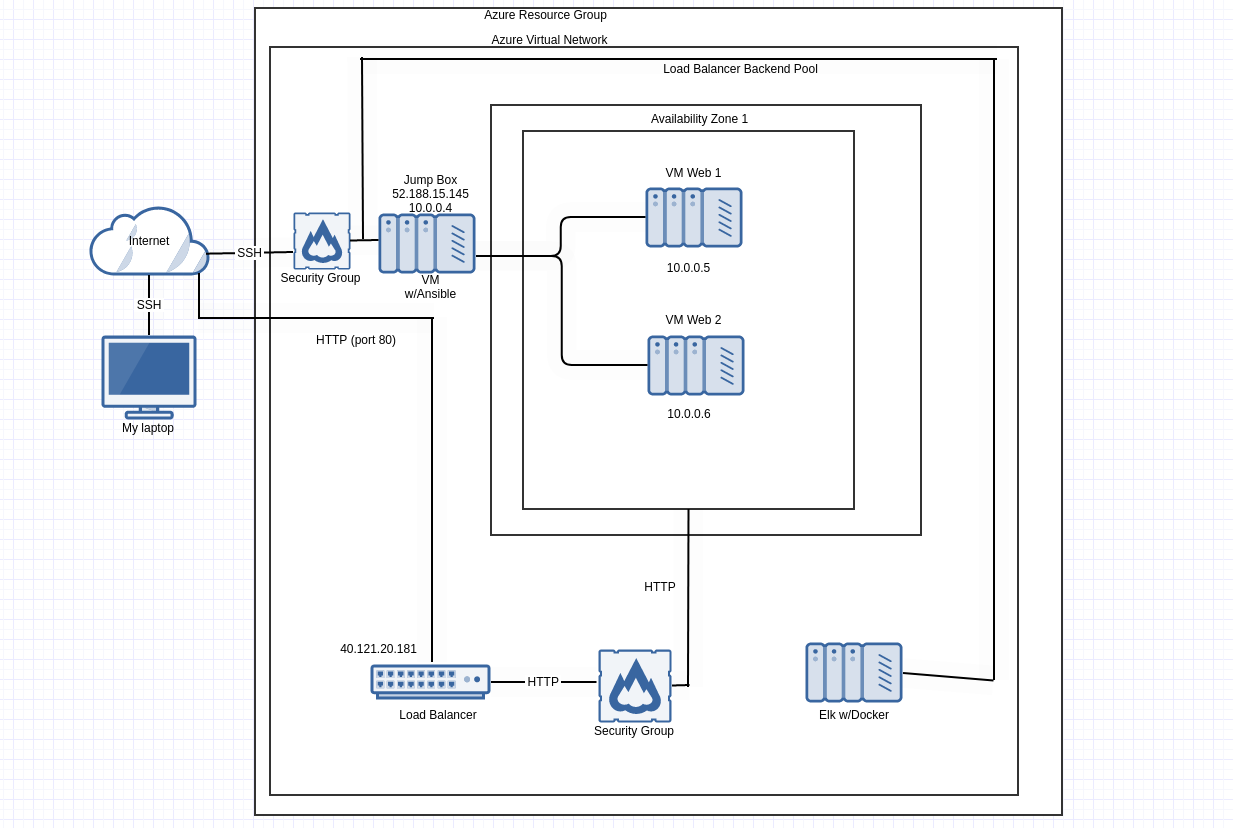 Azure Resource Group
Azure Virtual Network
Load Balancer Backend Pool
Availability Zone 1
VM Web 1
Jump Box
52.188.15.145
10.0.0.4
Internet
SSH
Security Group
VM
w/Ansible
10.0.0.5
SSH
VM Web 2
HTTP (port 80)
10.0.0.6
My laptop
HTTP
40.121.20.181
HTTP
Load Balancer
Security Group
Elk w/Docker